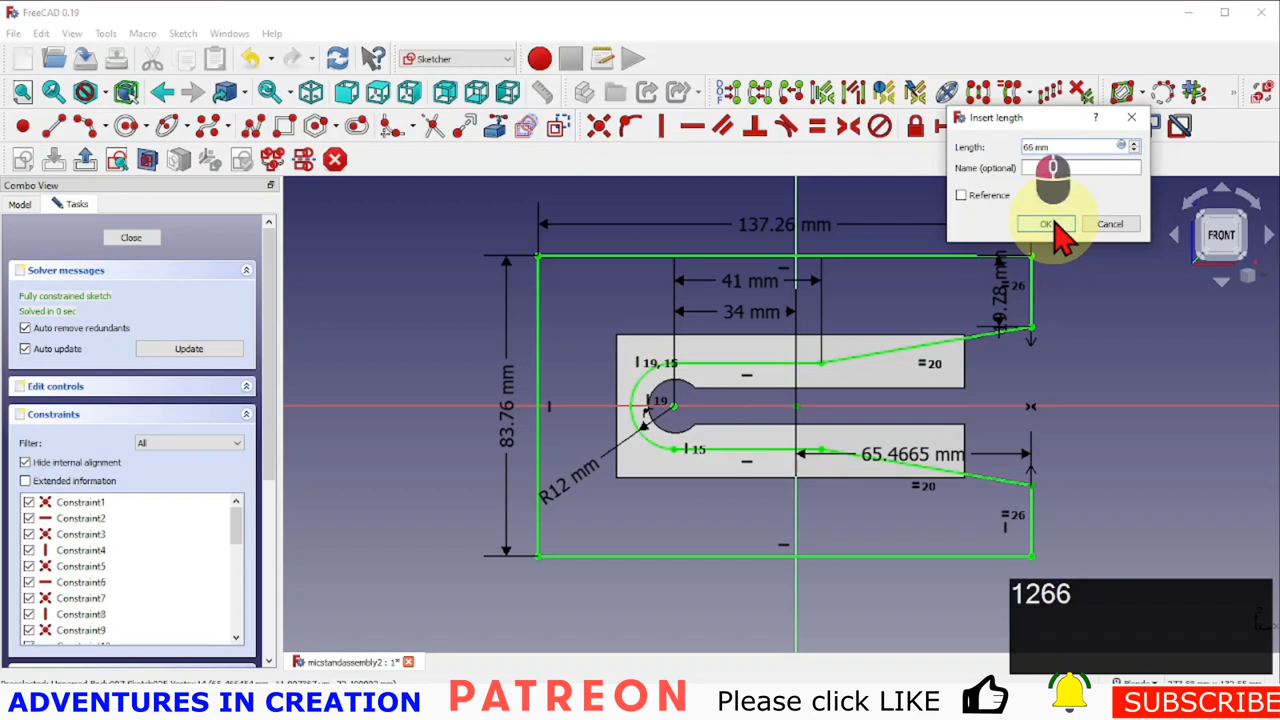 FreeCAD 0.19
File Edit View Tools Macro Sketch Windows Help
Sketcher
Combo View
Model Tasks
Close
Solver messages
Fully constrained sketch
Solved in 0 sec
Auto remove redundants
Auto update Update
Edit controls
Constraints
Filter: All
Hide internal alignment
Extended information
Constraint1
Constraint2
Constraint3
Constraint4
Constraint5
Constraint6
Constraint7
Constraint8
Constraint9
Insert length ?
Length: 66 mm
Name (optional)
Reference
OK Cancel
FRONT
137.26 mm
41 mm
34 mm
26
19, 15
20
19
83.76 mm
15
65.4665 mm
R12 mm
20
26
1266
micstandassembly2 : 1*
ADVENTURES IN CREATION PATREON Please click LIKE SUBSCRIBE